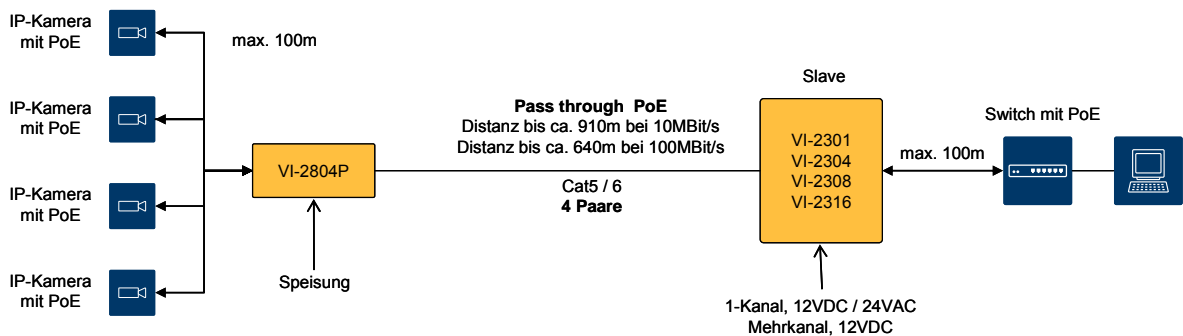 IP-Kamera
mit PoE
max. 100m
IP-Kamera
mit PoE
IP-Kamera
mit PoE
IP-Kamera
mit PoE
VI-2804P
Speisung
Pass through PoE
Distanz bis ca. 910m bei 10MBit/s
Distanz bis ca. 640m bei 100MBit/s
Cat5 / 6
4 Paare
Slave
VI-2301
VI-2304
VI-2308
VI-2316
1-Kanal, 12VDC / 24VAC
Mehrkanal, 12VDC
max. 100m
Switch mit PoE